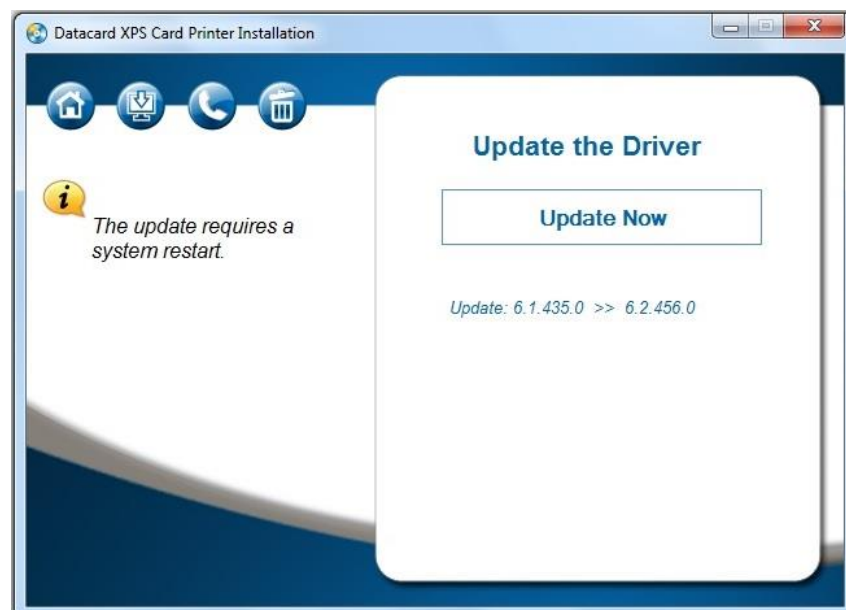 Datacard XPS Card Printer Installation
Update the Driver
i
The update requires a
system restart.
Update Now
Update: 6.1.435.0 >> 6.2.456.0